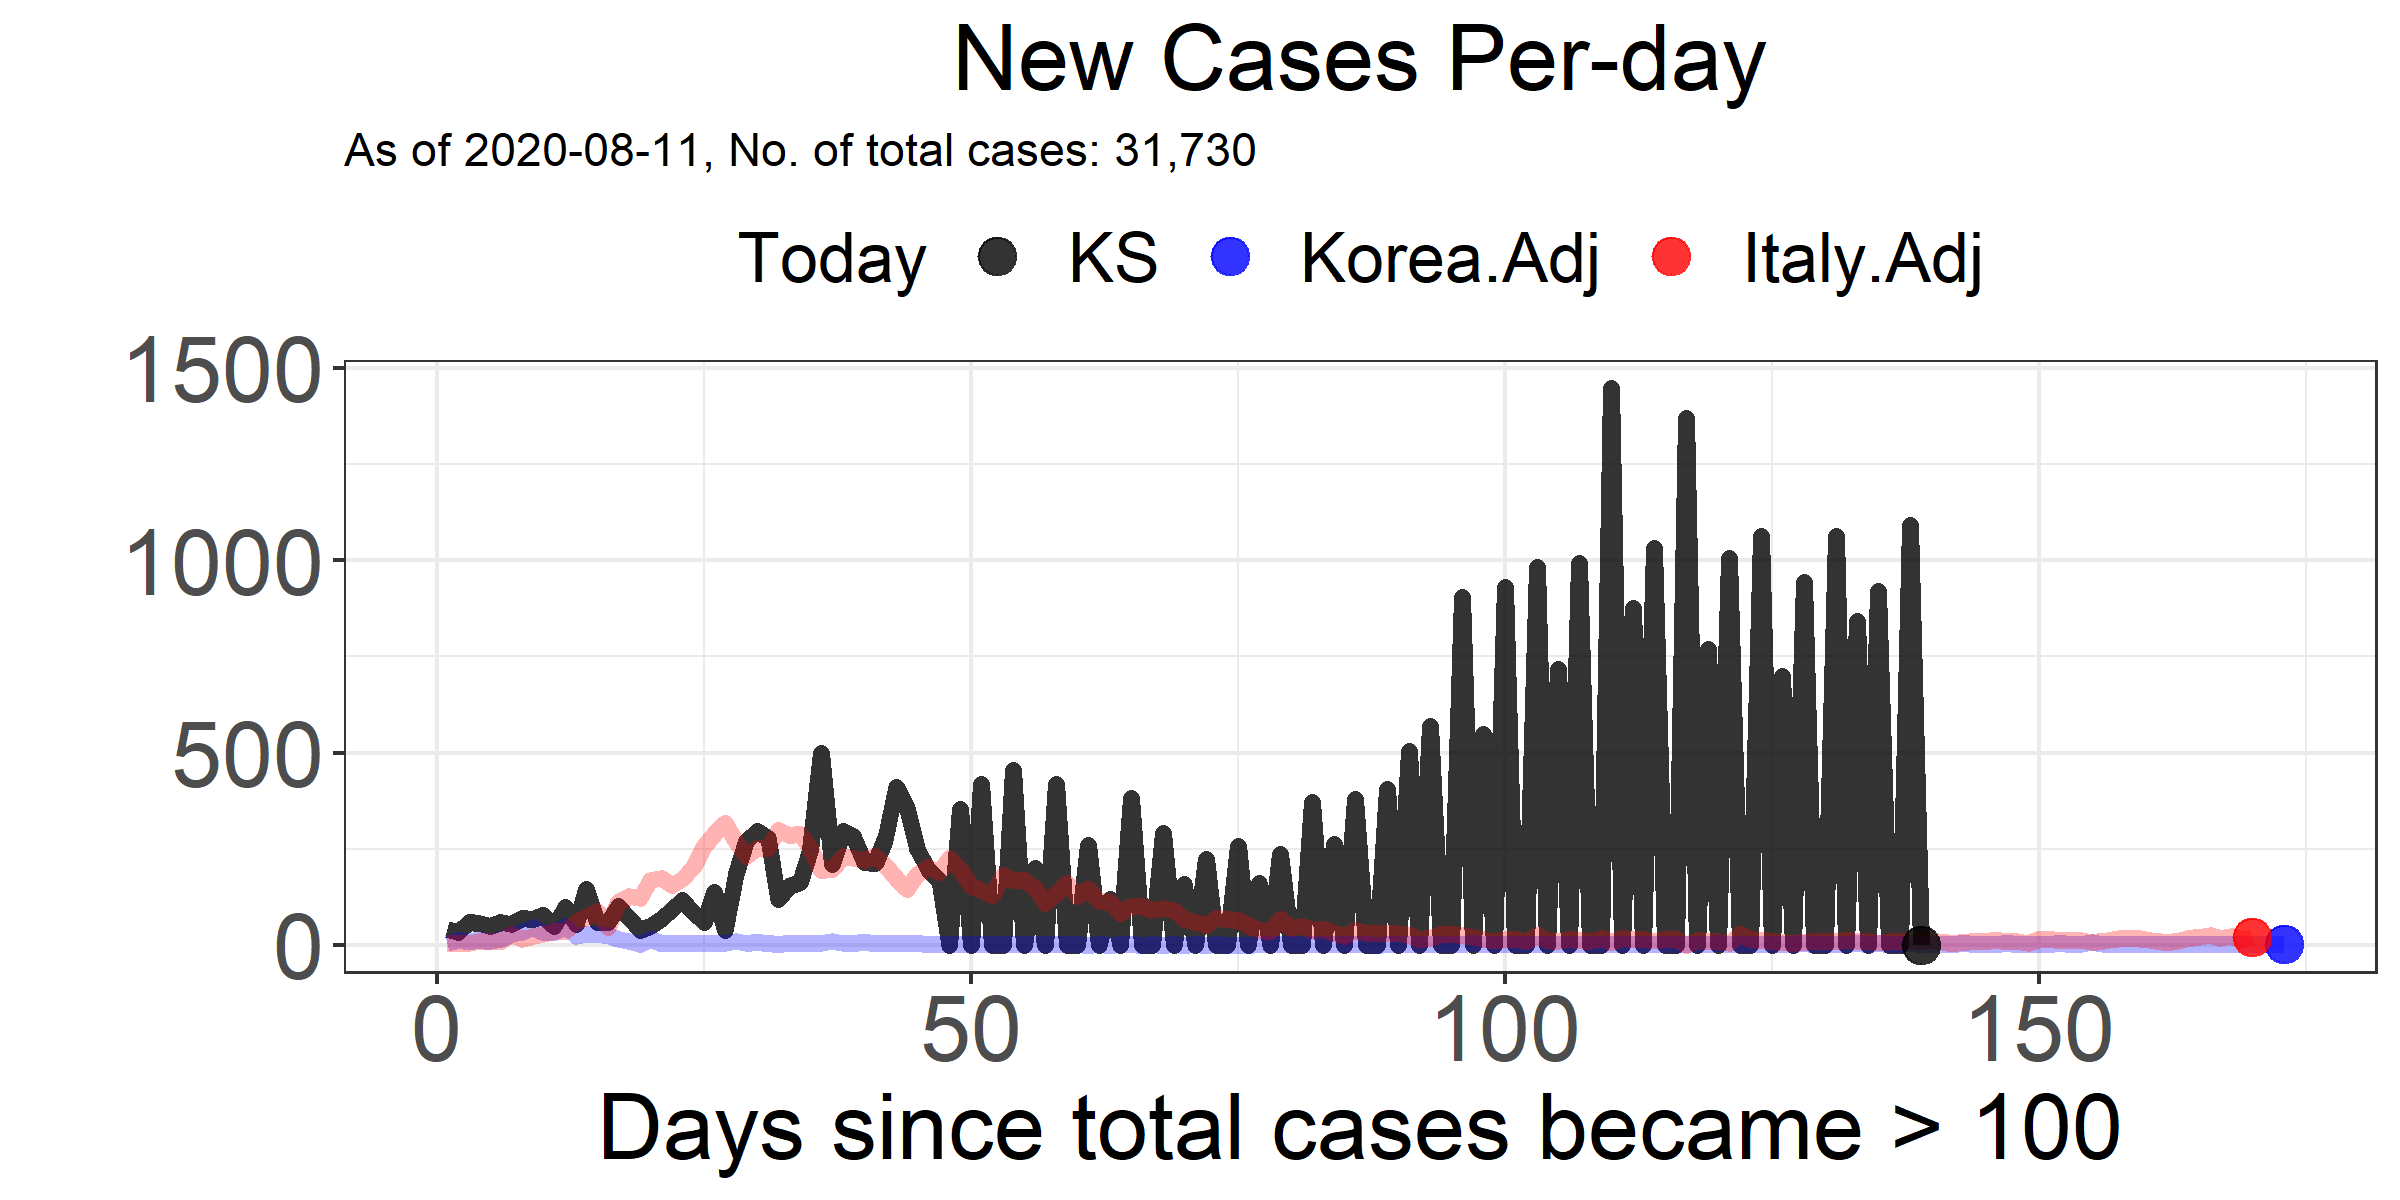 New Cases Per-day
As of 2020-08-11, No. of total cases: 31,730
Today KS Korea.Adj Italy.Adj
1500
1000
500
0
0 50 100 150
Days since total cases became > 100